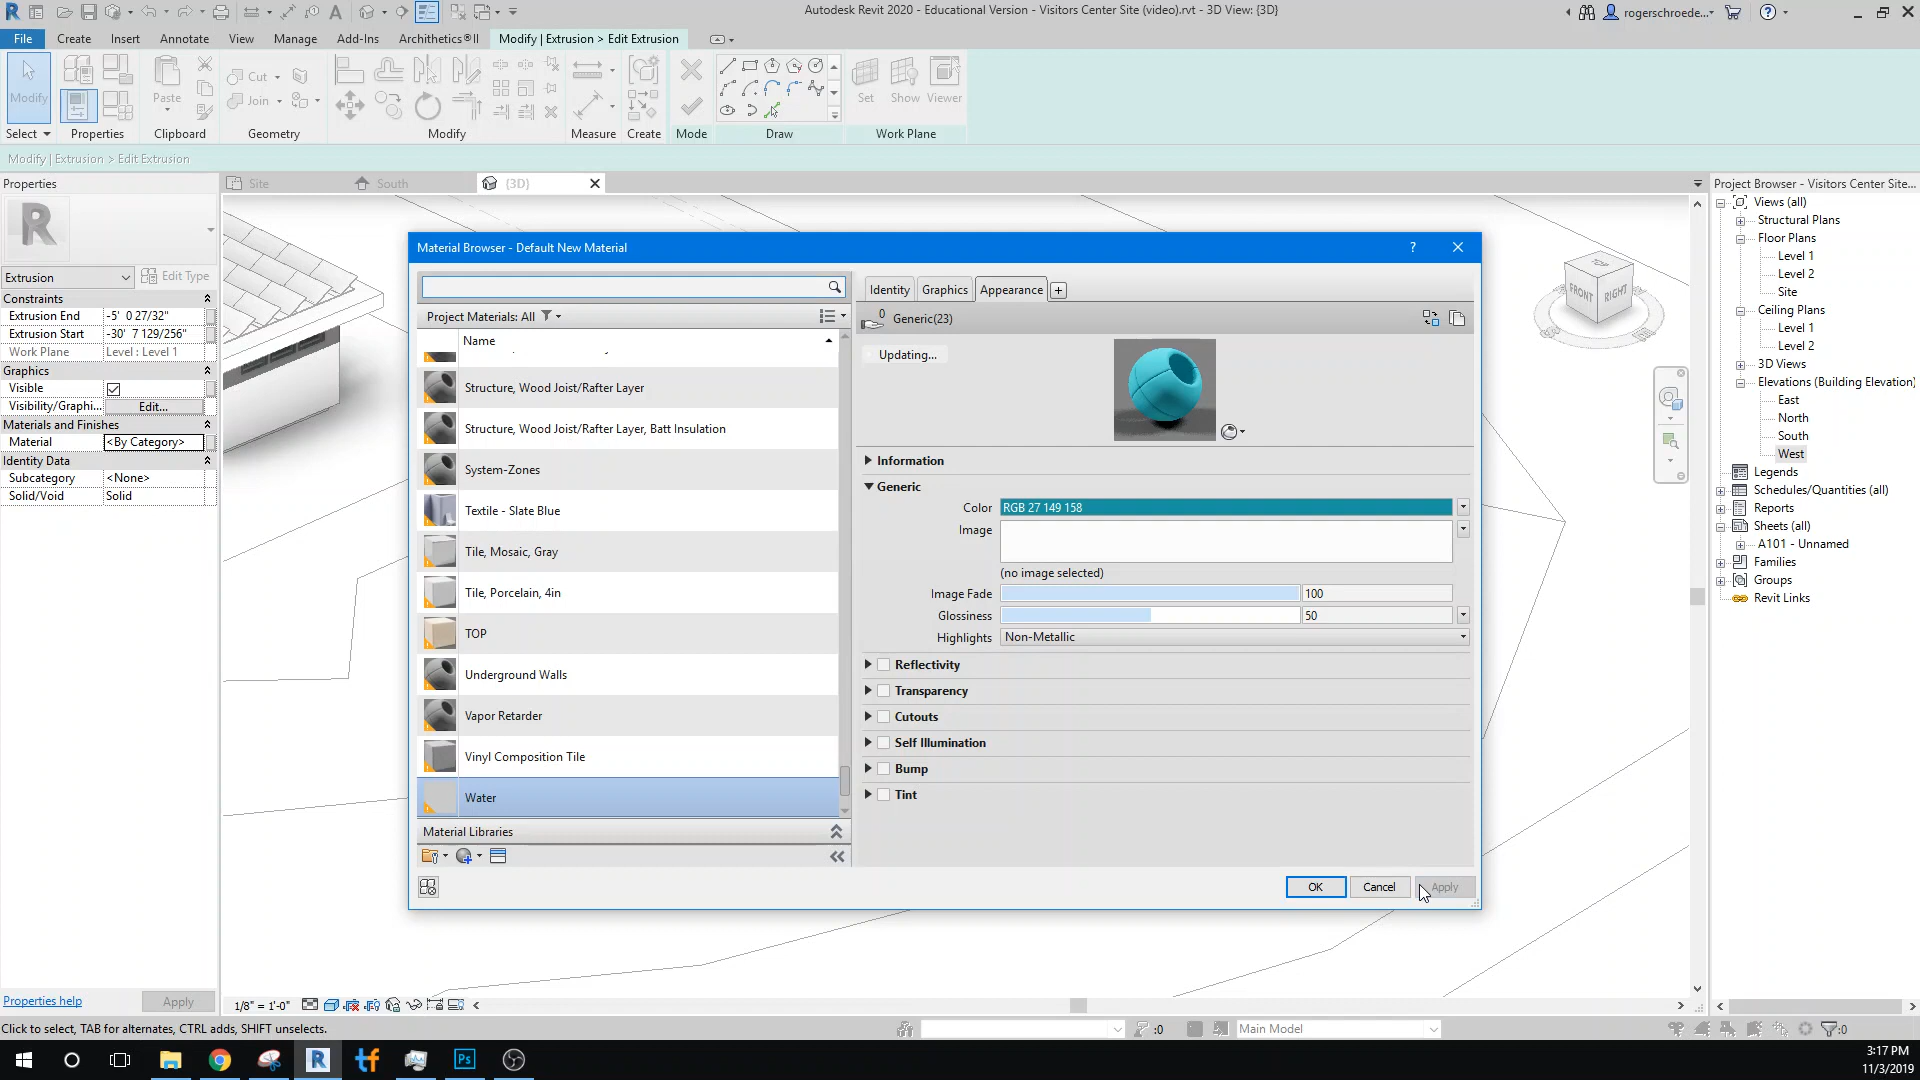 Autodesk Revit 2020 - Educational Version - Visitors Center Site (video).rvt - 3D View: {3D}
rogerschroede...
File
Create
Insert
Annotate
View
Manage
Add-Ins
Archithetics®II
Modify | Extrusion > Edit Extrusion
Modify
Paste
Cut
Join
Set
Show
Viewer
Select
Properties
Clipboard
Geometry
Modify
Measure
Create
Mode
Draw
Work Plane
Modify | Extrusion > Edit Extrusion
Properties
Extrusion
Edit Type
Constraints
Extrusion End
-5' 0 27/32"
Extrusion Start
-30' 7 129/256"
Work Plane
Level : Level 1
Graphics
Visible
Visibility/Graphi...
Edit...
Materials and Finishes
Material
<By Category>
Identity Data
Subcategory
<None>
Solid/Void
Solid
Properties help
Apply
Site
South
{3D}
TOP
FRONT
RIGHT
Material Browser - Default New Material
Project Materials: All
Name
Structure, Wood Joist/Rafter Layer
Structure, Wood Joist/Rafter Layer, Batt Insulation
System-Zones
Textile - Slate Blue
Tile, Mosaic, Gray
Tile, Porcelain, 4in
TOP
Underground Walls
Vapor Retarder
Vinyl Composition Tile
Water
Material Libraries
Identity
Graphics
Appearance
0
Generic(23)
Updating...
Information
Generic
Color
RGB 27 149 158
Image
(no image selected)
Image Fade
100
Glossiness
50
Highlights
Non-Metallic
Reflectivity
Transparency
Cutouts
Self Illumination
Bump
Tint
OK
Cancel
Apply
Project Browser - Visitors Center Site...
Views (all)
Structural Plans
Floor Plans
Level 1
Level 2
Site
Ceiling Plans
Level 1
Level 2
3D Views
Elevations (Building Elevation)
East
North
South
West
Legends
Schedules/Quantities (all)
Reports
Sheets (all)
A101 - Unnamed
Families
Groups
Revit Links
1/8" = 1'-0"
Click to select, TAB for alternates, CTRL adds, SHIFT unselects.
:0
Main Model
:0
Ps
3:17 PM
11/3/2019